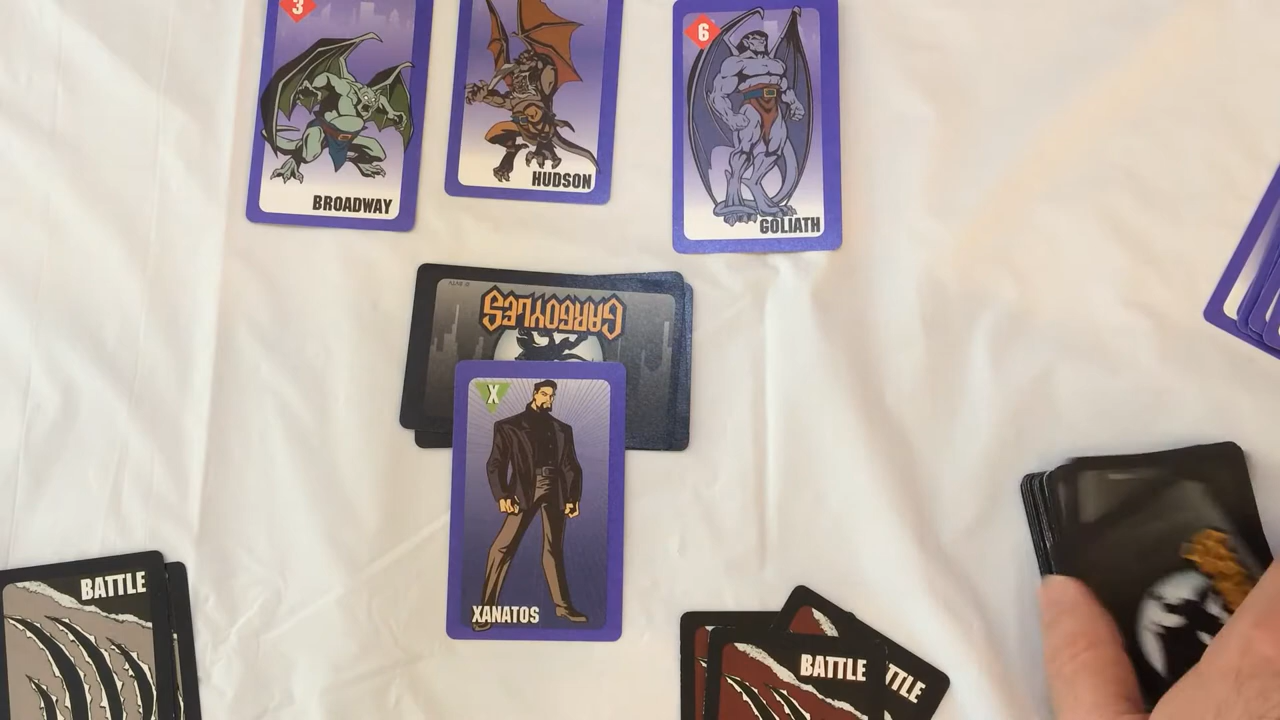 3
BROADWAY
HUDSON
6
GOLIATH
GARGOYLES
X
XANATOS
BATTLE
BATTLE
TTLE